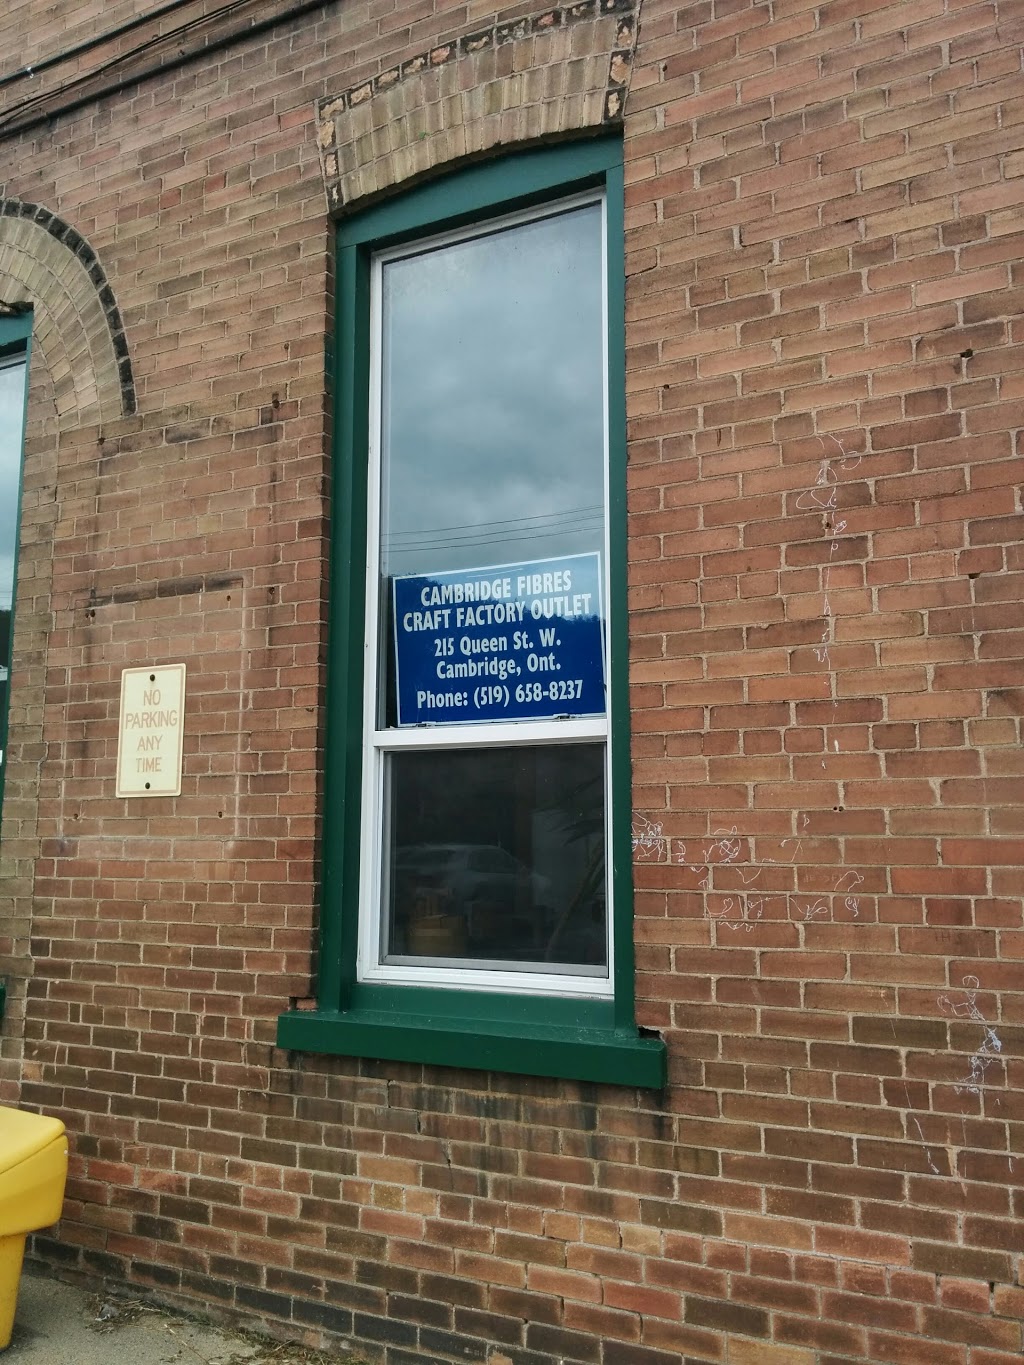 CAMBRIDGE FIBRES
CRAFT FACTORY OUTLET
215 Queen St. W.
Cambridge, Ont.
Phone: (519) 658-8237
NO
PARKING
ANY
TIME